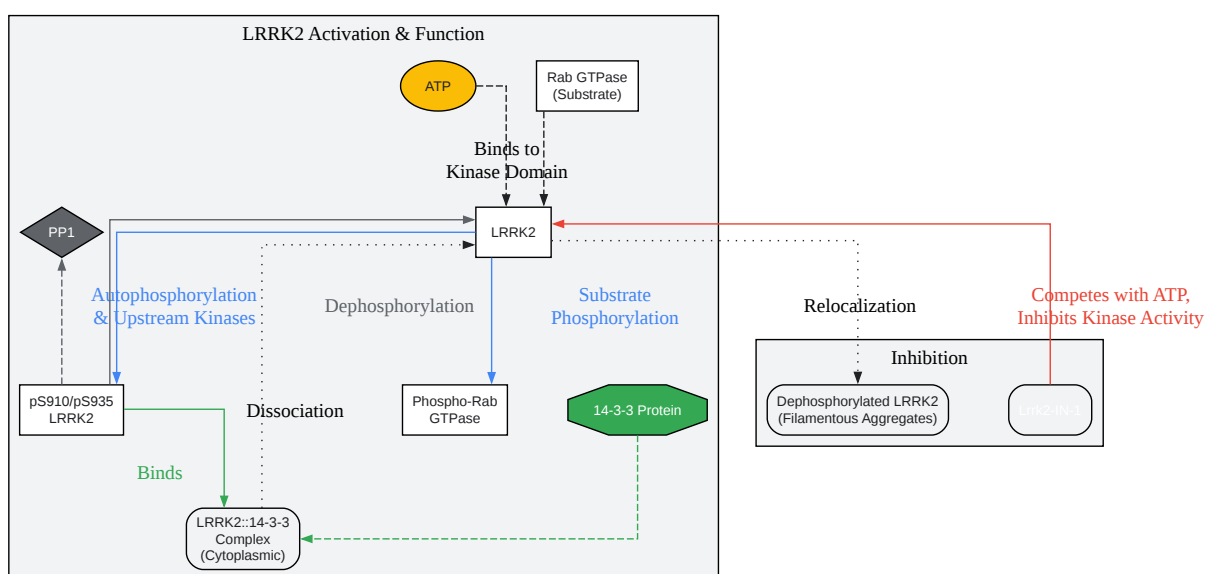 LRRK2 Activation & Function
ATP
Rab GTPase
(Substrate)
Binds to
Kinase Domain
PP1
LRRK2
Autophosphorylation
& Upstream Kinases
Dephosphorylation
Substrate
Phosphorylation
Relocalization
Competes with ATP,
Inhibits Kinase Activity
Inhibition
pS910/pS935
LRRK2
Dissociation
Phospho-Rab
GTPase
14-3-3 Protein
Dephosphorylated LRRK2
(Filamentous Aggregates)
Lrrk2-IN-1
Binds
LRRK2::14-3-3
Complex
(Cytoplasmic)